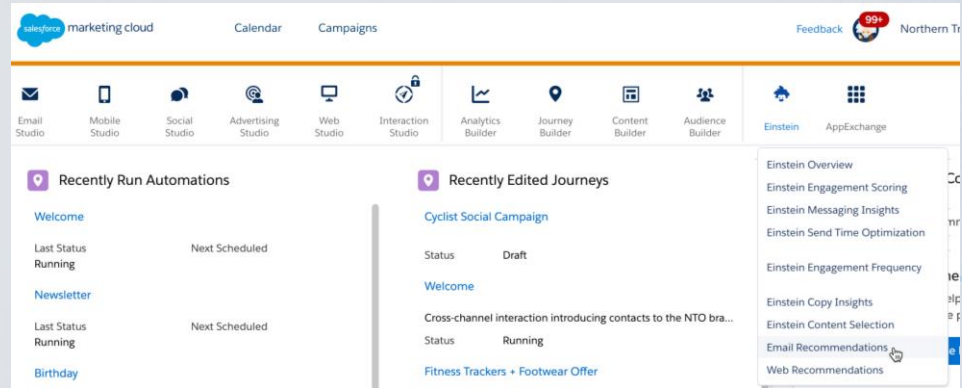 salesforce marketing cloud Calendar Campaigns Feedback 99+ Northern Tr
Email Studio
Mobile Studio
Social Studio
Advertising Studio
Web Studio
Interaction Studio
Analytics Builder
Journey Builder
Content Builder
Audience Builder
Einstein
AppExchange
Recently Run Automations
Welcome
Last Status Next Scheduled
Running
Newsletter
Last Status Next Scheduled
Running
Birthday
Recently Edited Journeys
Cyclist Social Campaign
Status Draft
Welcome
Cross-channel interaction introducing contacts to the NTO bra...
Status Running
Fitness Trackers + Footwear Offer
Einstein Overview
Einstein Engagement Scoring
Einstein Messaging Insights
Einstein Send Time Optimization
Einstein Engagement Frequency
Einstein Copy Insights
Einstein Content Selection
Email Recommendations
Web Recommendations